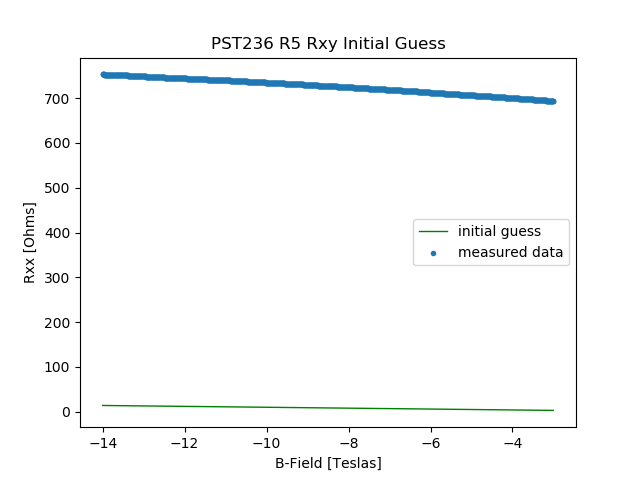 PST236 R5 Rxy Initial Guess
Rxx [Ohms]
700
600
500
400
300
200
100
0
initial guess
measured data
−14
−12
−10
−8
−6
−4
B-Field [Teslas]